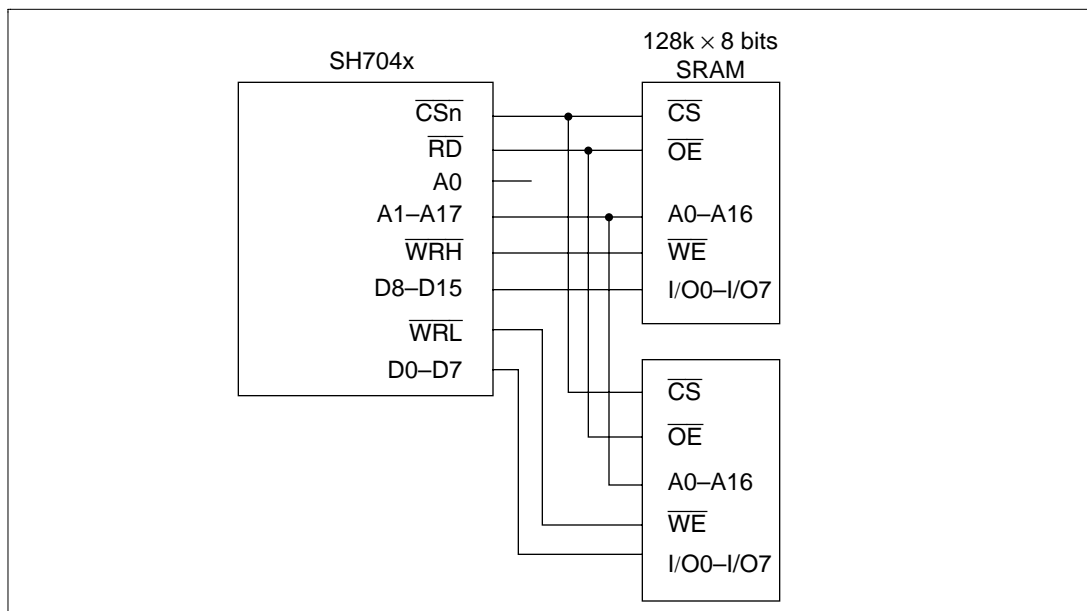 128k × 8 bits
SRAM
SH704x
CSn
RD
A0
A1–A17
WRH
D8–D15
WRL
D0–D7
CS
OE
A0–A16
WE
I/O0–I/O7
CS
OE
A0–A16
WE
I/O0–I/O7